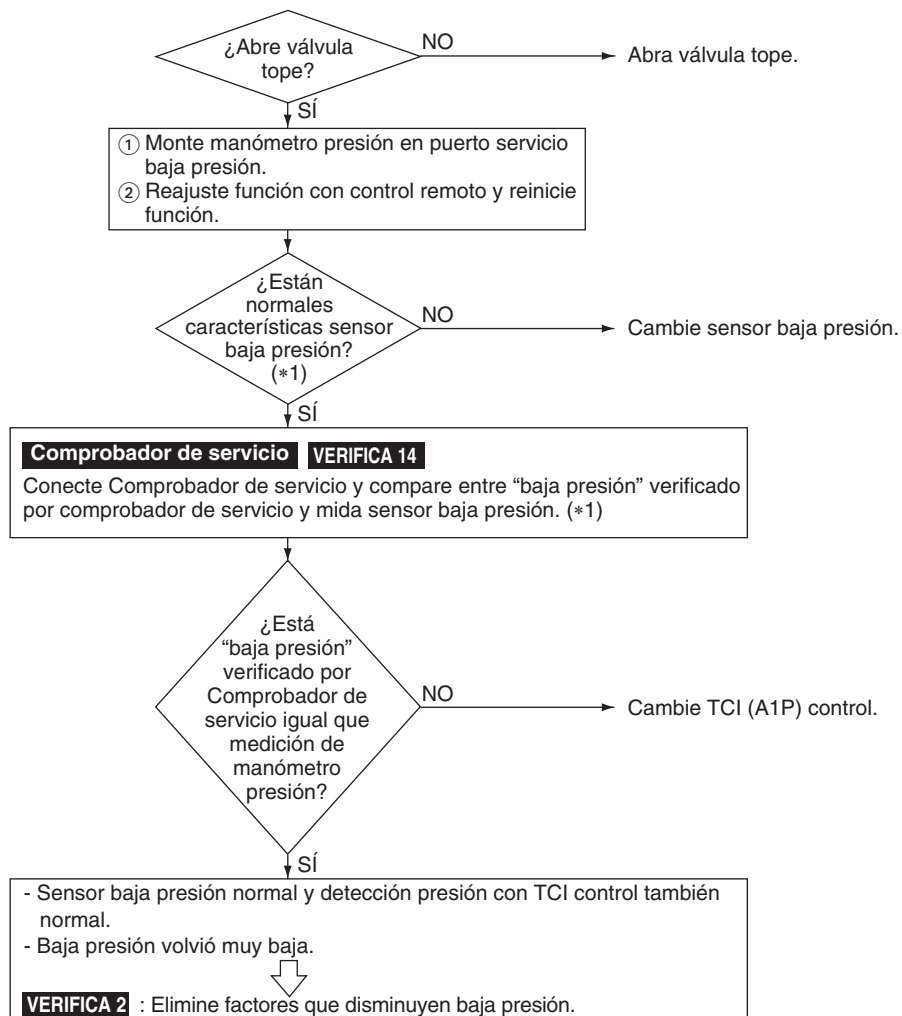 ¿Abre válvula
tope?
NO
Abra válvula tope.
SÍ
① Monte manómetro presión en puerto servicio
baja presión.
② Reajuste función con control remoto y reinicie
función.
¿Están
normales
características sensor
baja presión?
(*1)
NO
Cambie sensor baja presión.
SÍ
Comprobador de servicio VERIFICA 14
Conecte Comprobador de servicio y compare entre “baja presión” verificado
por comprobador de servicio y mida sensor baja presión. (*1)
¿Está
“baja presión”
verificado por
Comprobador de
servicio igual que
medición de
manómetro
presión?
NO
Cambie TCI (A1P) control.
SÍ
- Sensor baja presión normal y detección presión con TCI control también
normal.
- Baja presión volvió muy baja.
VERIFICA 2 : Elimine factores que disminuyen baja presión.